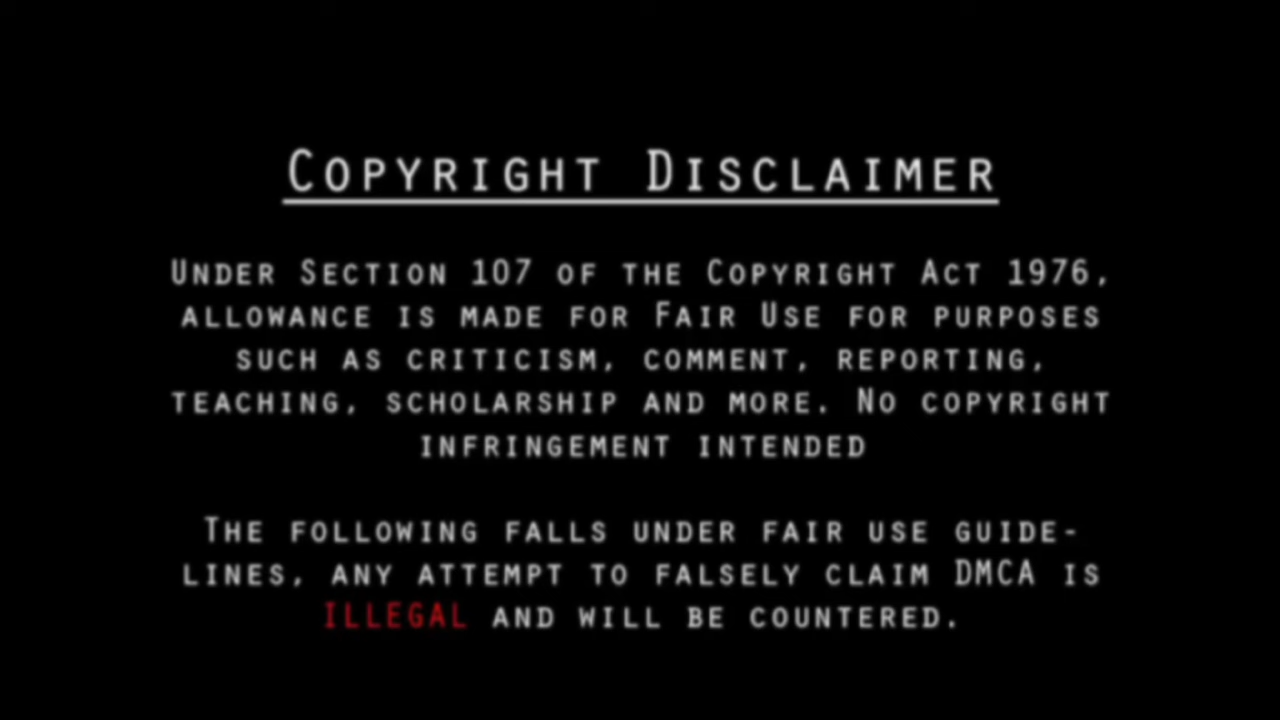 Copyright Disclaimer
Under Section 107 of the Copyright Act 1976,
allowance is made for Fair Use for purposes
such as criticism, comment, reporting,
teaching, scholarship and more. No copyright
infringement intended
The following falls under fair use guide-
lines, any attempt to falsely claim DMCA is
illegal and will be countered.